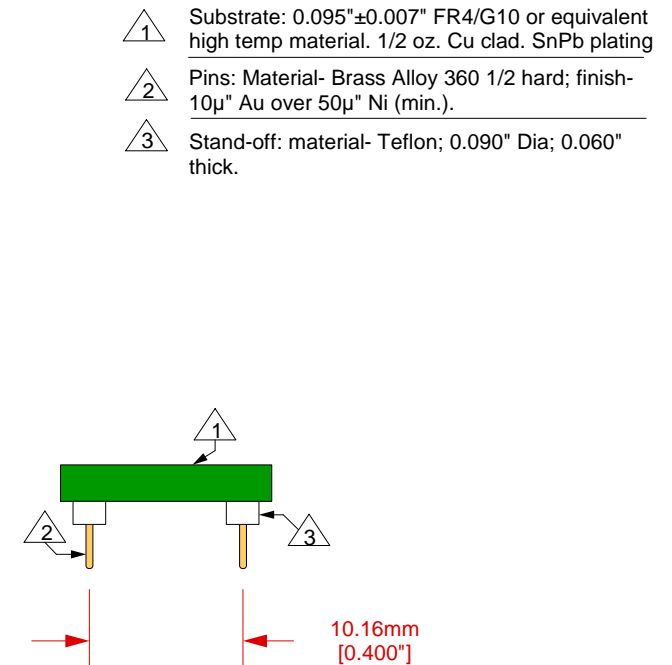 1 Substrate: 0.095"±0.007" FR4/G10 or equivalent
high temp material. 1/2 oz. Cu clad. SnPb plating
2 Pins: Material- Brass Alloy 360 1/2 hard; finish-
10µ" Au over 50µ" Ni (min.).
3 Stand-off: material- Teflon; 0.090" Dia; 0.060"
thick.
1
2
3
10.16mm
[0.400"]